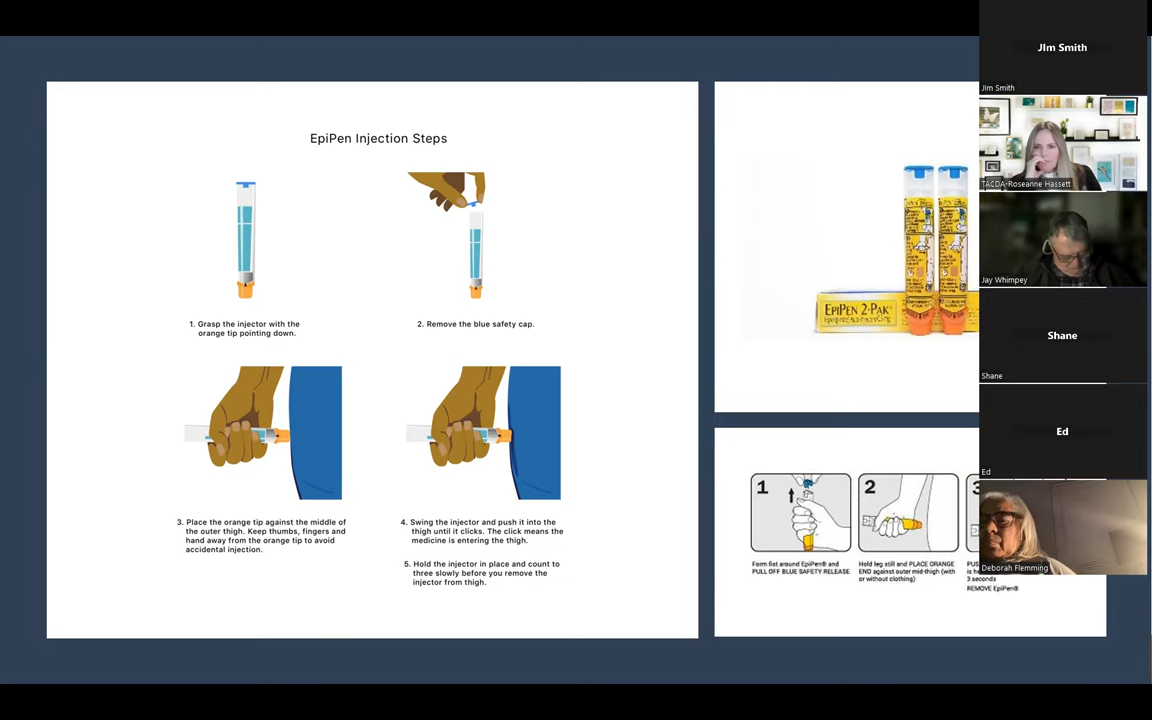 EpiPen Injection Steps
1. Grasp the injector with the
orange tip pointing down.
2. Remove the blue safety cap.
3. Place the orange tip against the middle of
the outer thigh. Keep thumbs, fingers and
hand away from the orange tip to avoid
accidental injection.
4. Swing the injector and push it into the
thigh until it clicks. The click means the
medicine is entering the thigh.
5. Hold the injector in place and count to
three slowly before you remove the
injector from thigh.
EPIPEN 2-PAK
1
2
3
Form fist around EpiPen® and
PULL OFF BLUE SAFETY RELEASE
Hold leg still and PLACE ORANGE
END against outer mid-thigh (with
or without clothing)
3 seconds
REMOVE EpiPen®
JIm Smith
JIm Smith
TACDA-Roseanne Hassett
Jay Whimpey
Shane
Shane
Ed
Ed
Deborah Flemming